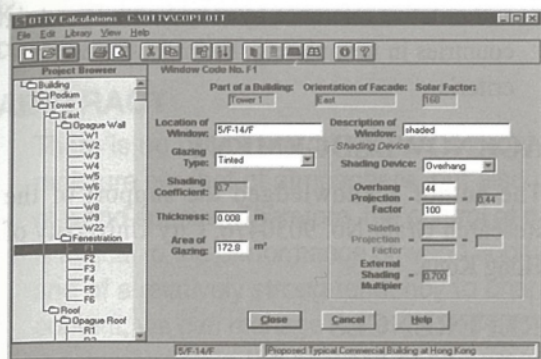 OTTV Calculations - C:\OTTV\COP1.OTT
File Edit Library View Help
Project Browser
Building
Podium
Tower 1
East
Opaque Wall
W1
W2
W3
W4
W5
W6
W7
W8
W9
W22
Fenestration
F1
F2
F3
F4
F5
F6
Roof
Opaque Roof
R1
Window Code No. F1
Part of a Building: Orientation of Facade: Solar Factor:
Tower 1 East 160
Location of Window: 5/F-14/F
Description of Window: shaded
Glazing Type: Tinted
Shading Coefficient: 0.7
Thickness: 0.008 m
Area of Glazing: 172.8 m²
Shading Device
Shading Device: Overhang
Overhang Projection Factor = 44 / 100 = 0.44
Sidefin Projection Factor = =
External Shading Multiplier = 0.700
Close Cancel Help
5/F-14/F Proposed Typical Commercial Building at Hong Kong